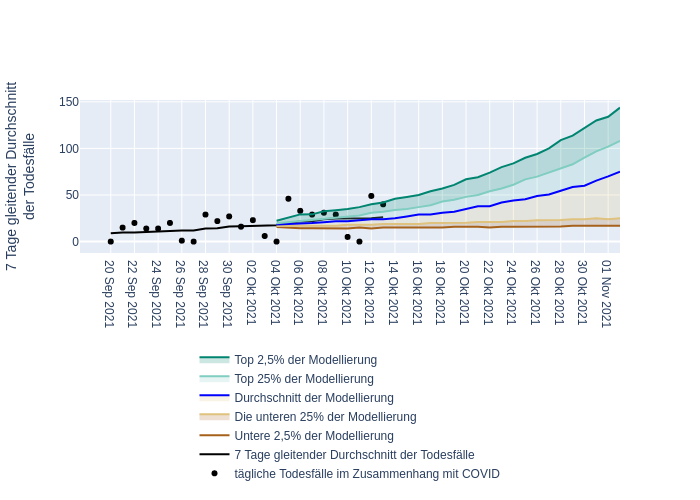 7 Tage gleitender Durchschnitt
der Todesfälle
150
100
50
0
20 Sep 2021
22 Sep 2021
24 Sep 2021
26 Sep 2021
28 Sep 2021
30 Sep 2021
02 Okt 2021
04 Okt 2021
06 Okt 2021
08 Okt 2021
10 Okt 2021
12 Okt 2021
14 Okt 2021
16 Okt 2021
18 Okt 2021
20 Okt 2021
22 Okt 2021
24 Okt 2021
26 Okt 2021
28 Okt 2021
30 Okt 2021
01 Nov 2021
Top 2,5% der Modellierung
Top 25% der Modellierung
Durchschnitt der Modellierung
Die unteren 25% der Modellierung
Untere 2,5% der Modellierung
7 Tage gleitender Durchschnitt der Todesfälle
tägliche Todesfälle im Zusammenhang mit COVID